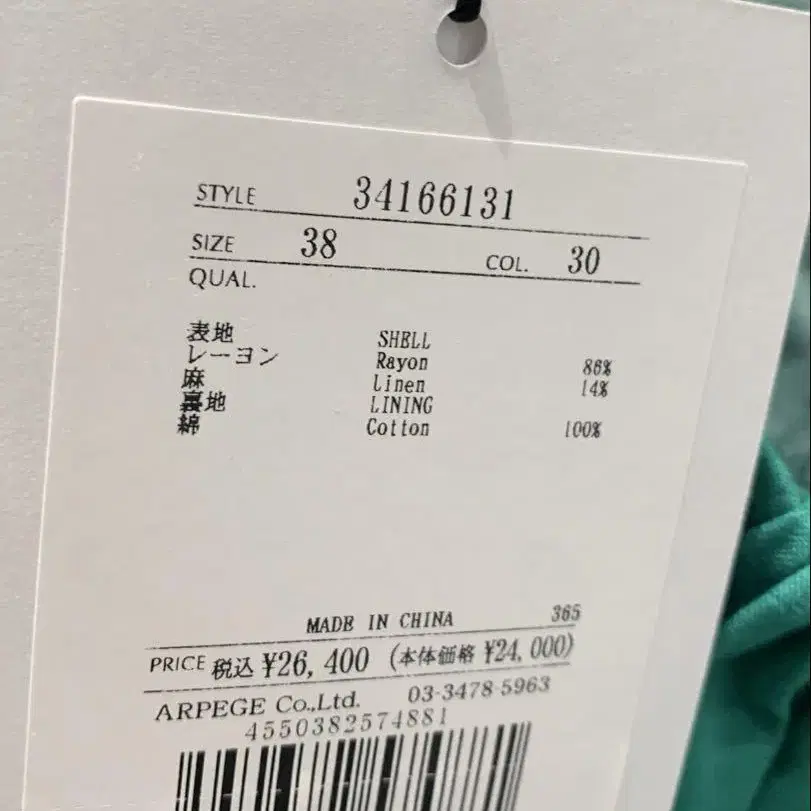 STYLE 34166131
SIZE 38 COL. 30
QUAL.
表地 SHELL
レーヨン Rayon 86%
麻 Linen 14%
裏地 LINING
綿 Cotton 100%
MADE IN CHINA 365
PRICE 税込 ¥26,400 (本体価格 ¥24,000)
ARPEGE Co.,Ltd. 03-3478-5963
4550382574881